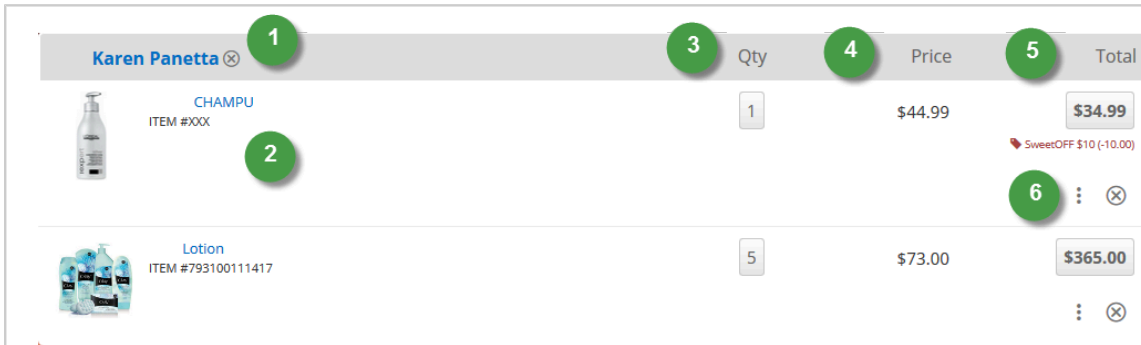 1
Karen Panetta
3
Qty
4
Price
5
Total
CHAMPU
ITEM #XXX
2
1
$44.99
$34.99
SweetOFF $10 (-10.00)
6
Lotion
ITEM #793100111417
5
$73.00
$365.00